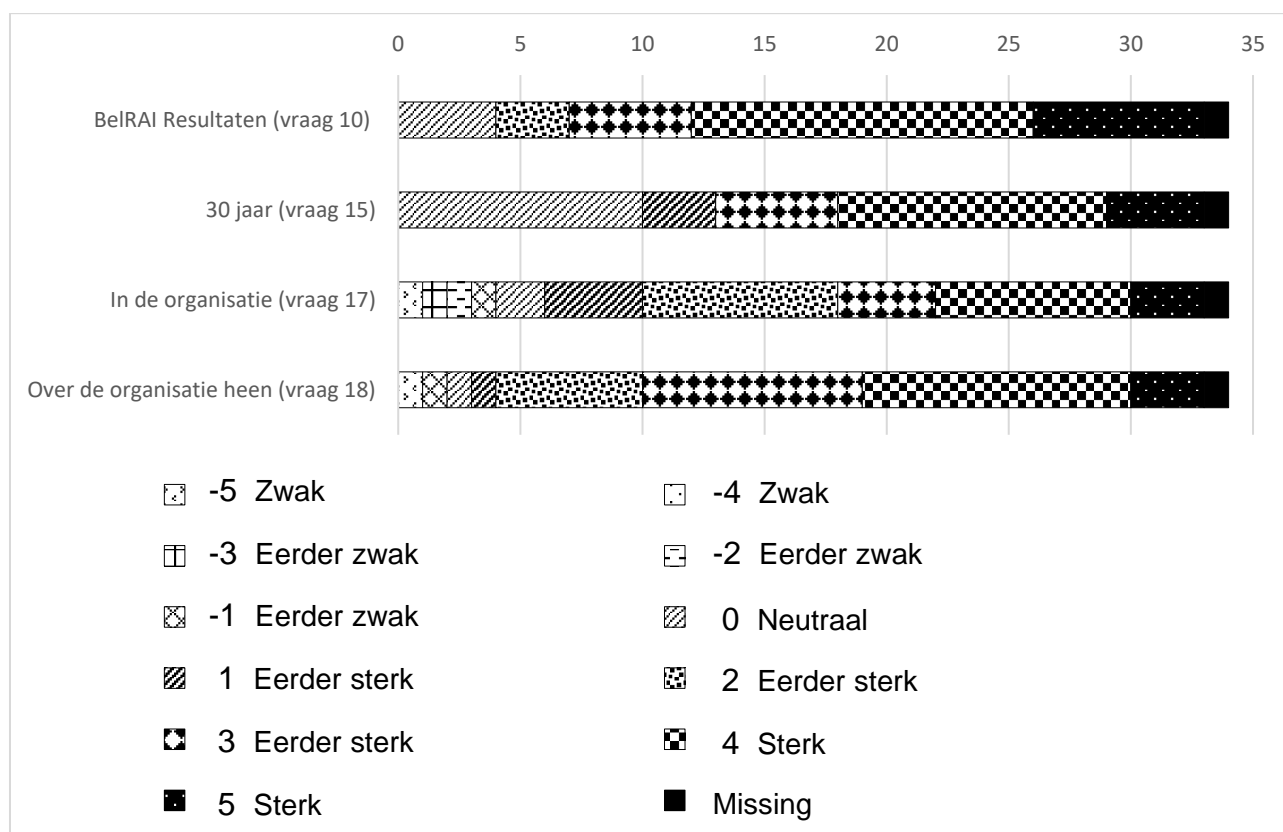 0 5 10 15 20 25 30 35
BelRAI Resultaten (vraag 10)
30 jaar (vraag 15)
In de organisatie (vraag 17)
Over de organisatie heen (vraag 18)
-5 Zwak -4 Zwak
-3 Eerder zwak -2 Eerder zwak
-1 Eerder zwak 0 Neutraal
1 Eerder sterk 2 Eerder sterk
3 Eerder sterk 4 Sterk
5 Sterk Missing